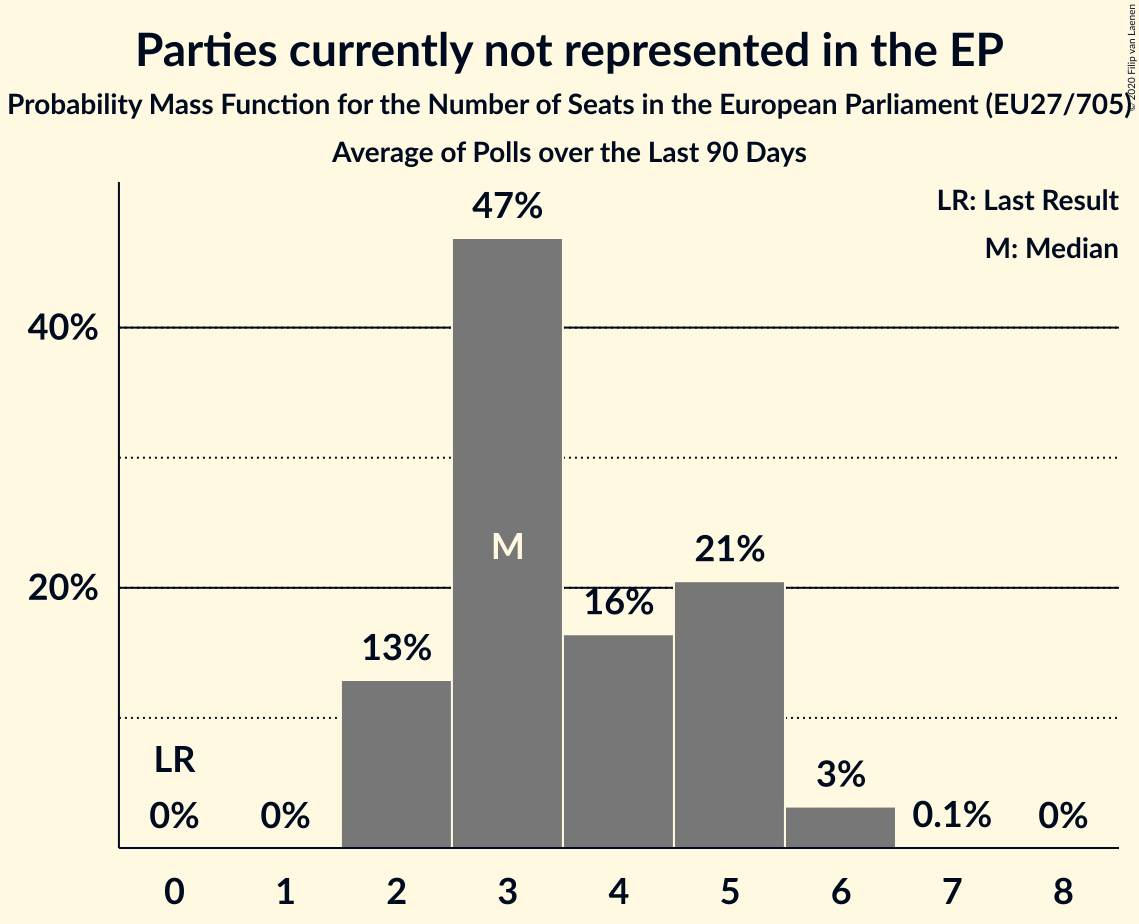 Parties currently not represented in the EP
Probability Mass Function for the Number of Seats in the European Parliament (EU27/705)
Average of Polls over the Last 90 Days
© 2020 Filip van Laenen
LR: Last Result
M: Median
47%
40%
M
21%
20%
16%
13%
LR
3%
0%
0%
0.1%
0%
0 1 2 3 4 5 6 7 8